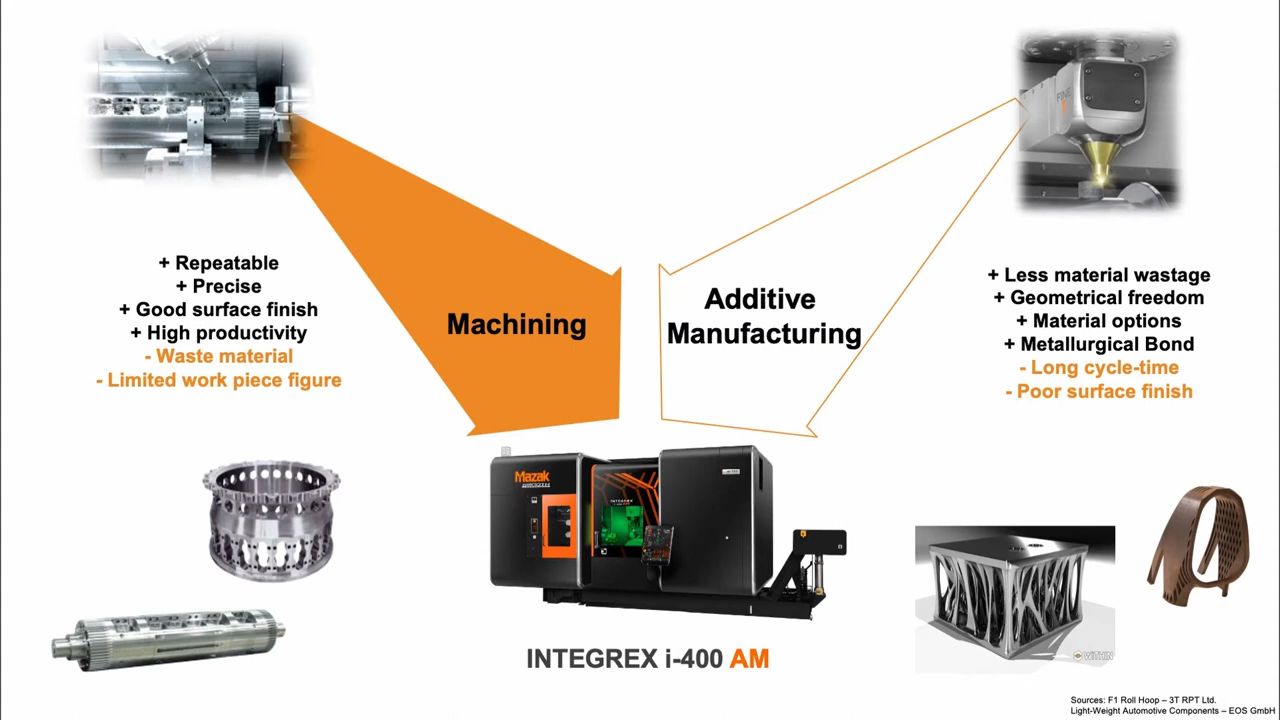 + Repeatable
+ Precise
+ Good surface finish
+ High productivity
- Waste material
- Limited work piece figure
Machining
Additive
Manufacturing
+ Less material wastage
+ Geometrical freedom
+ Material options
+ Metallurgical Bond
- Long cycle-time
- Poor surface finish
Mazak
INTEGREX
WITHIN
INTEGREX i-400 AM
Sources: F1 Roll Hoop – 3T RPT Ltd.
Light-Weight Automotive Components – EOS GmbH